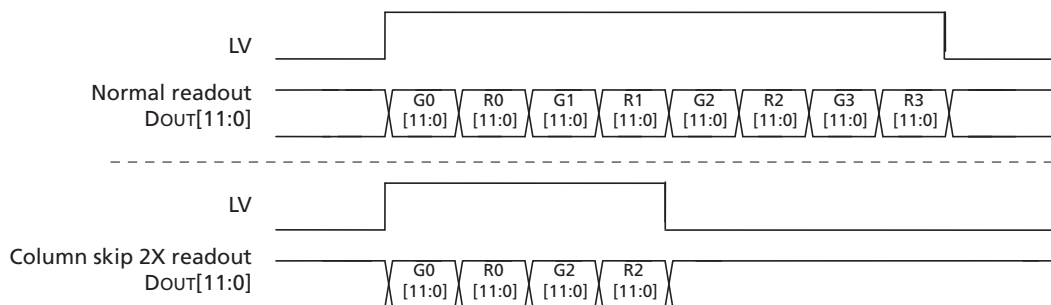 LV
Normal readout
DOUT[11:0]
G0 R0 G1 R1 G2 R2 G3 R3
[11:0] [11:0] [11:0] [11:0] [11:0] [11:0] [11:0] [11:0]
LV
Column skip 2X readout
DOUT[11:0]
G0 R0 G2 R2
[11:0] [11:0] [11:0] [11:0]